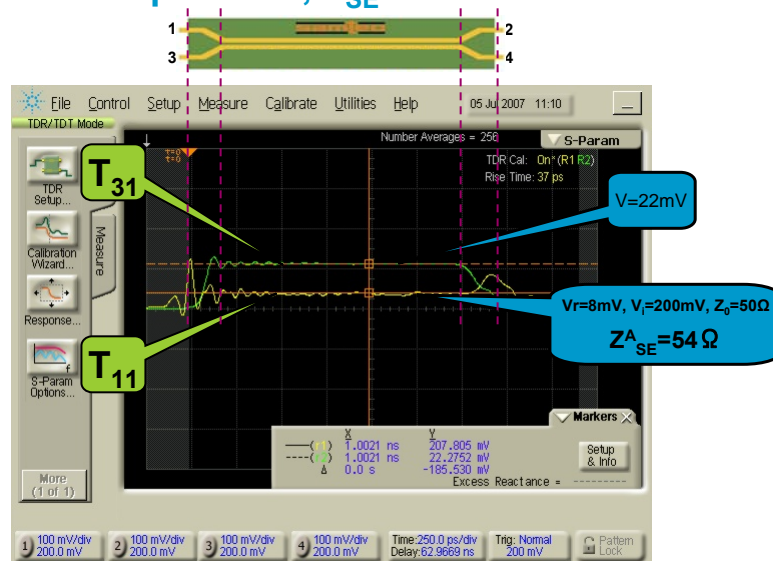 SE
1
2
3
4
File Control Setup Measure Calibrate Utilities Help 05 Jul 2007 11:10
TDR/TDT Mode
Number Averages = 256
S-Param
t=0
t=0
TDR Cal: On*(R1 R2)
Rise Time: 37 ps
TDR
Setup...
Calibration
Wizard...
Response...
S-Param
Options...
More
(1 of 1)
Measure
T31
T11
V=22mV
Vr=8mV, Vi=200mV, Z0=50Ω
ZASE=54 Ω
Markers
X Y
1.0021 ns 207.805 mV
1.0021 ns 22.2752 mV
Δ 0.0 s -185.530 mV
Excess Reactance = ----------
Setup
& Info
1 100 mV/div
200.0 mV
2 100 mV/div
200.0 mV
3 100 mV/div
200.0 mV
4 100 mV/div
200.0 mV
Time:250.0 ps/div
Delay:62.9669 ns
Trig: Normal
200 mV
Pattern
Lock